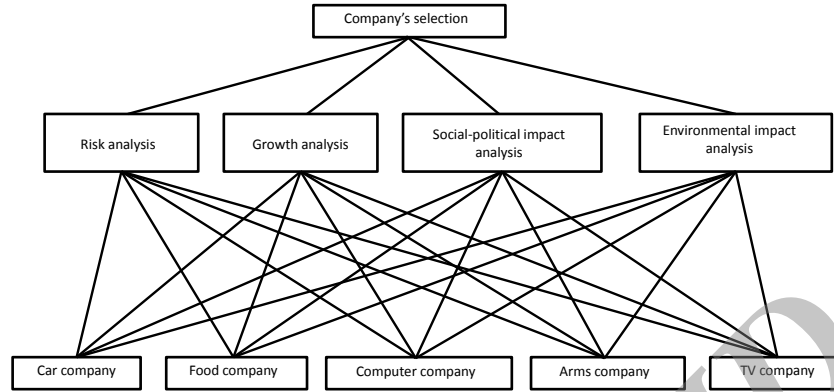 Company's selection
Risk analysis
Growth analysis
Social-political impact
analysis
Environmental impact
analysis
Car company
Food company
Computer company
Arms company
TV company